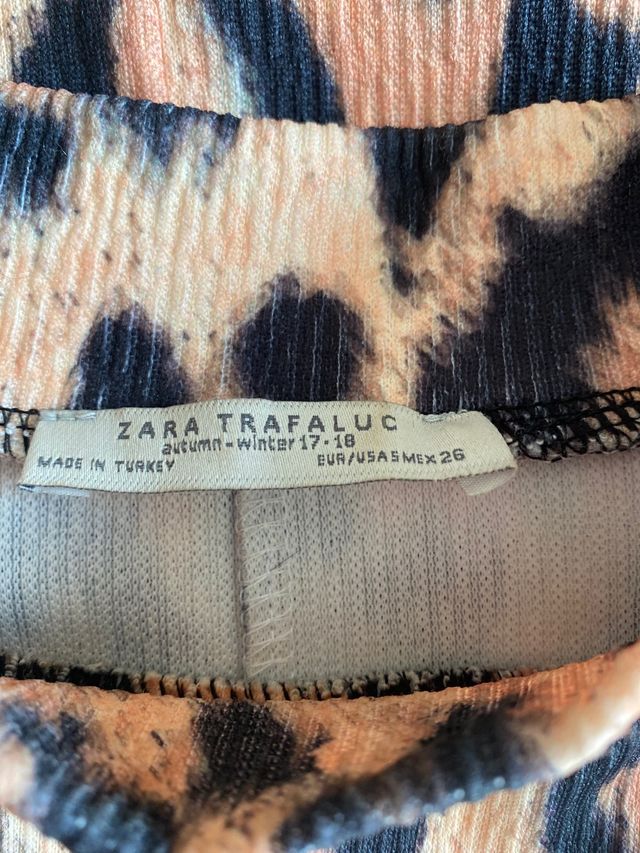 ZARA TRAFALUC
autumn-winter 17-18
MADE IN TURKEY EUR/USA S MEX 26